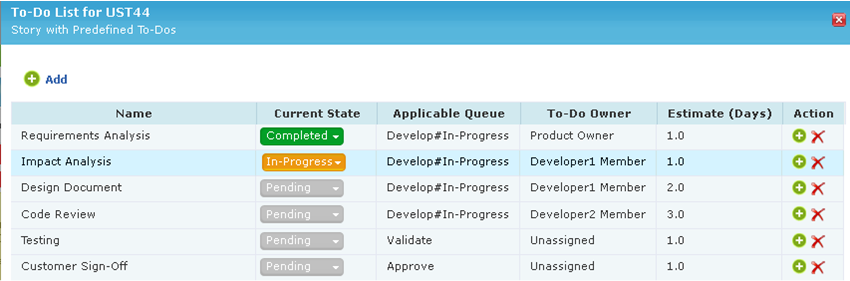 To-Do List for UST44
Story with Predefined To-Dos
Add
Name Current State Applicable Queue To-Do Owner Estimate (Days) Action
Requirements Analysis Completed Develop#In-Progress Product Owner 1.0
Impact Analysis In-Progress Develop#In-Progress Developer1 Member 1.0
Design Document Pending Develop#In-Progress Developer1 Member 2.0
Code Review Pending Develop#In-Progress Developer2 Member 3.0
Testing Pending Validate Unassigned 1.0
Customer Sign-Off Pending Approve Unassigned 1.0